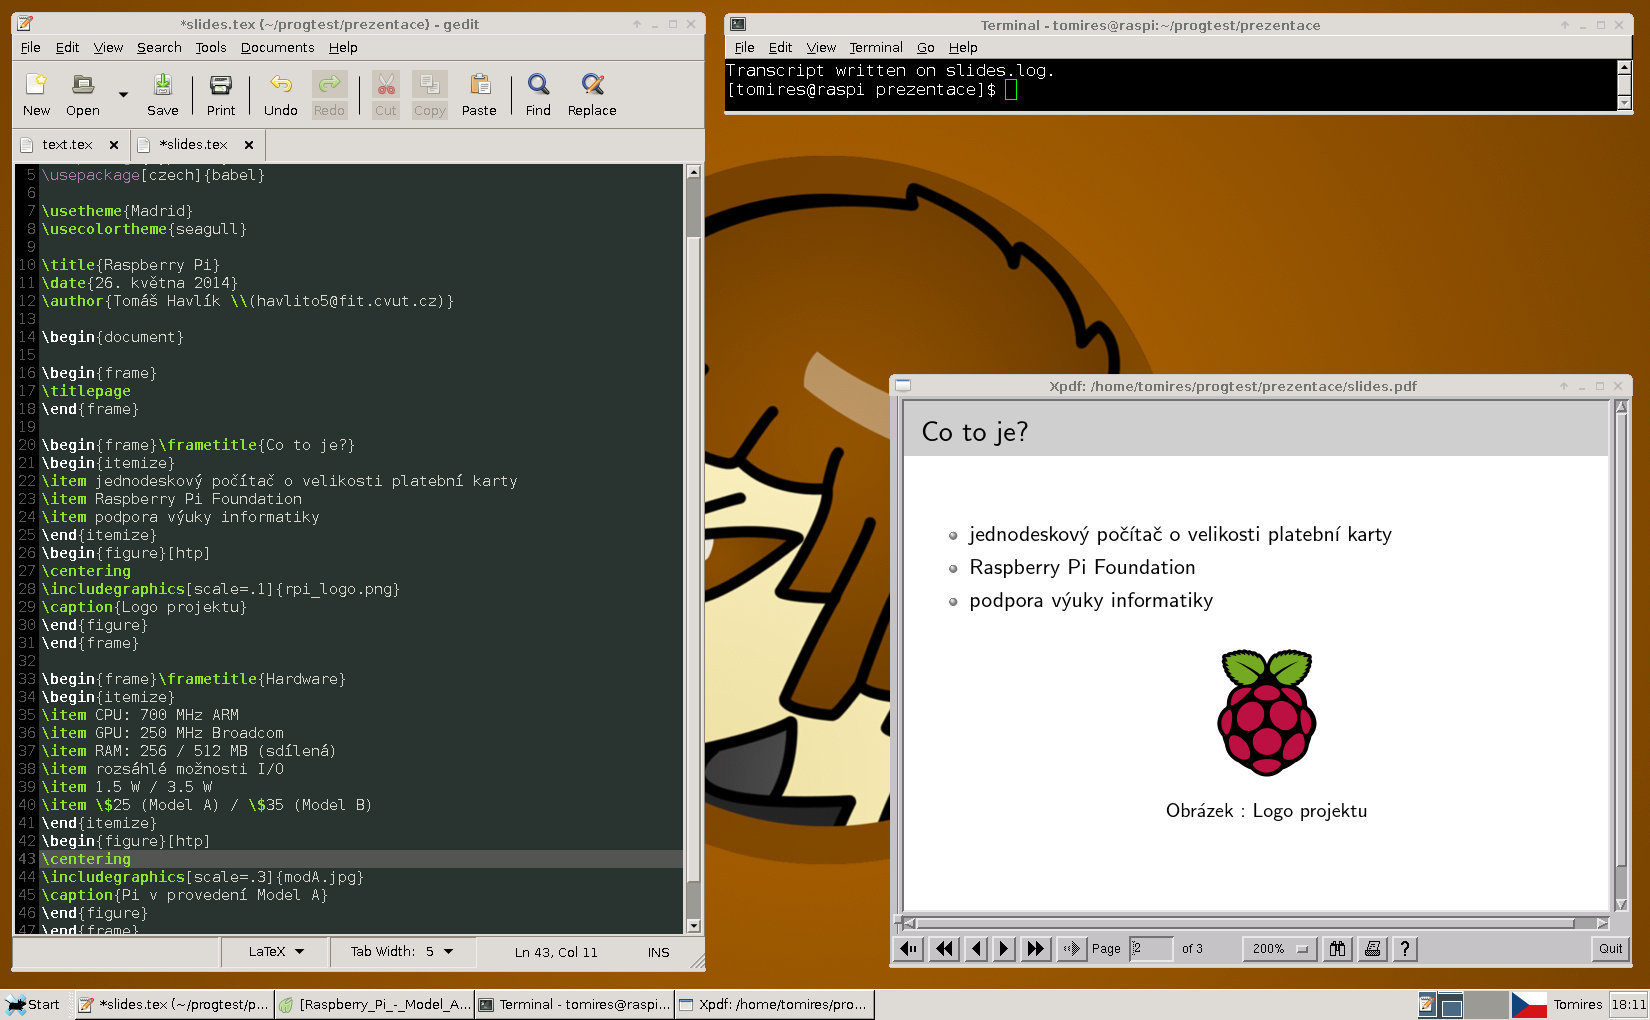 *slides.tex (~/progtest/prezentace) - gedit
File Edit View Search Tools Documents Help
New Open Save Print Undo Redo Cut Copy Paste Find Replace
text.tex *slides.tex
5 \usepackage[czech]{babel}
6
7 \usetheme{Madrid}
8 \usecolortheme{seagull}
9
10 \title{Raspberry Pi}
11 \date{26. května 2014}
12 \author{Tomáš Havlík \\(havlito5@fit.cvut.cz)}
13
14 \begin{document}
15
16 \begin{frame}
17 \titlepage
18 \end{frame}
19
20 \begin{frame}\frametitle{Co to je?}
21 \begin{itemize}
22 \item jednodeskový počítač o velikosti platební karty
23 \item Raspberry Pi Foundation
24 \item podpora výuky informatiky
25 \end{itemize}
26 \begin{figure}[htp]
27 \centering
28 \includegraphics[scale=.1]{rpi_logo.png}
29 \caption{Logo projektu}
30 \end{figure}
31 \end{frame}
32
33 \begin{frame}\frametitle{Hardware}
34 \begin{itemize}
35 \item CPU: 700 MHz ARM
36 \item GPU: 250 MHz Broadcom
37 \item RAM: 256 / 512 MB (sdílená)
38 \item rozsáhlé možnosti I/O
39 \item 1.5 W / 3.5 W
40 \item \$25 (Model A) / \$35 (Model B)
41 \end{itemize}
42 \begin{figure}[htp]
43 \centering
44 \includegraphics[scale=.3]{modA.jpg}
45 \caption{Pi v provedení Model A}
46 \end{figure}
47 \end{frame}
LaTeX Tab Width: 5 Ln 43, Col 11 INS
Terminal - tomires@raspi:~/progtest/prezentace
File Edit View Terminal Go Help
Transcript written on slides.log.
[tomires@raspi prezentace]$
Xpdf: /home/tomires/progtest/prezentace/slides.pdf
Co to je?
jednodeskový počítač o velikosti platební karty
Raspberry Pi Foundation
podpora výuky informatiky
Obrázek : Logo projektu
Page 2 of 3 200% ? Quit
Start *slides.tex (~/progtest/p... [Raspberry_Pi_-_Model_A... Terminal - tomires@raspi... Xpdf: /home/tomires/pro... Tomires 18:11